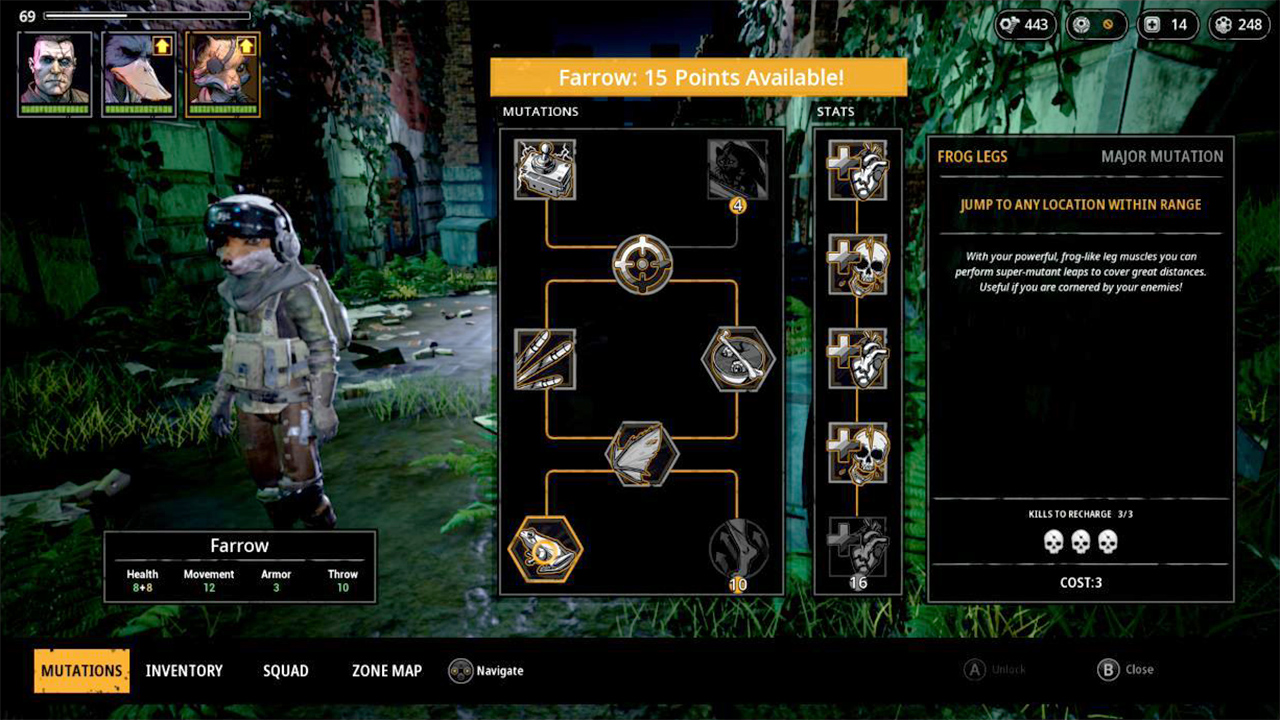 69
443
14
248
Farrow: 15 Points Available!
MUTATIONS
STATS
4
10
16
FROG LEGS
MAJOR MUTATION
JUMP TO ANY LOCATION WITHIN RANGE
With your powerful, frog-like leg muscles you can
perform super-mutant leaps to cover great distances.
Useful if you are cornered by your enemies!
KILLS TO RECHARGE 3/3
COST:3
Farrow
Health Movement Armor Throw
8+8 12 3 10
MUTATIONS INVENTORY SQUAD ZONE MAP Navigate
A Unlock
B Close